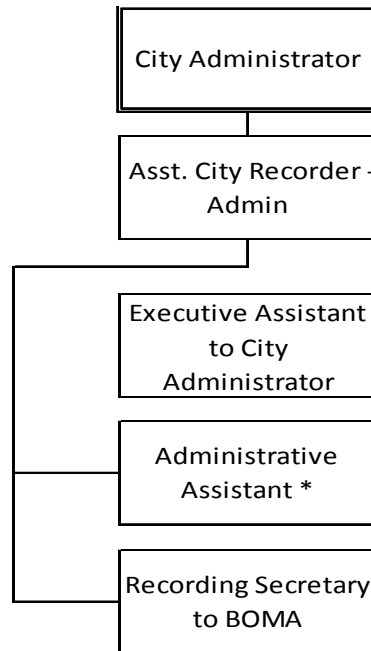 City Administrator
Asst. City Recorder -
Admin
Executive Assistant
to City
Administrator
Administrative
Assistant *
Recording Secretary
to BOMA